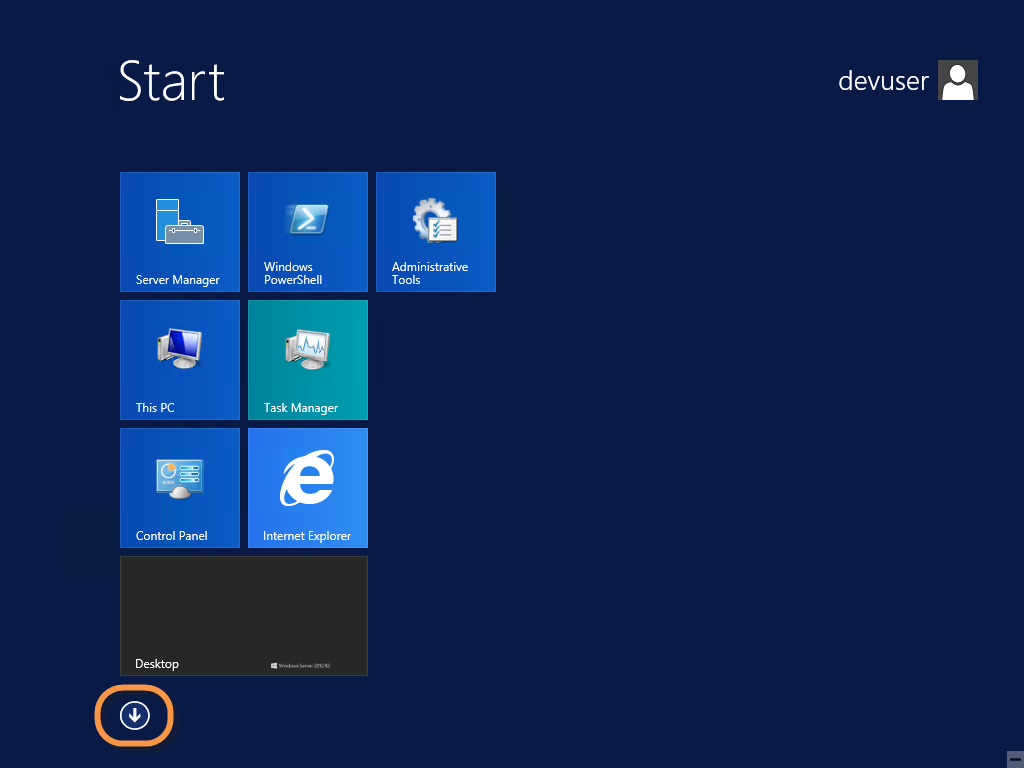 Start
devuser
Server Manager
Windows
PowerShell
Administrative
Tools
This PC
Task Manager
Control Panel
Internet Explorer
Desktop
Windows Server 2012 R2